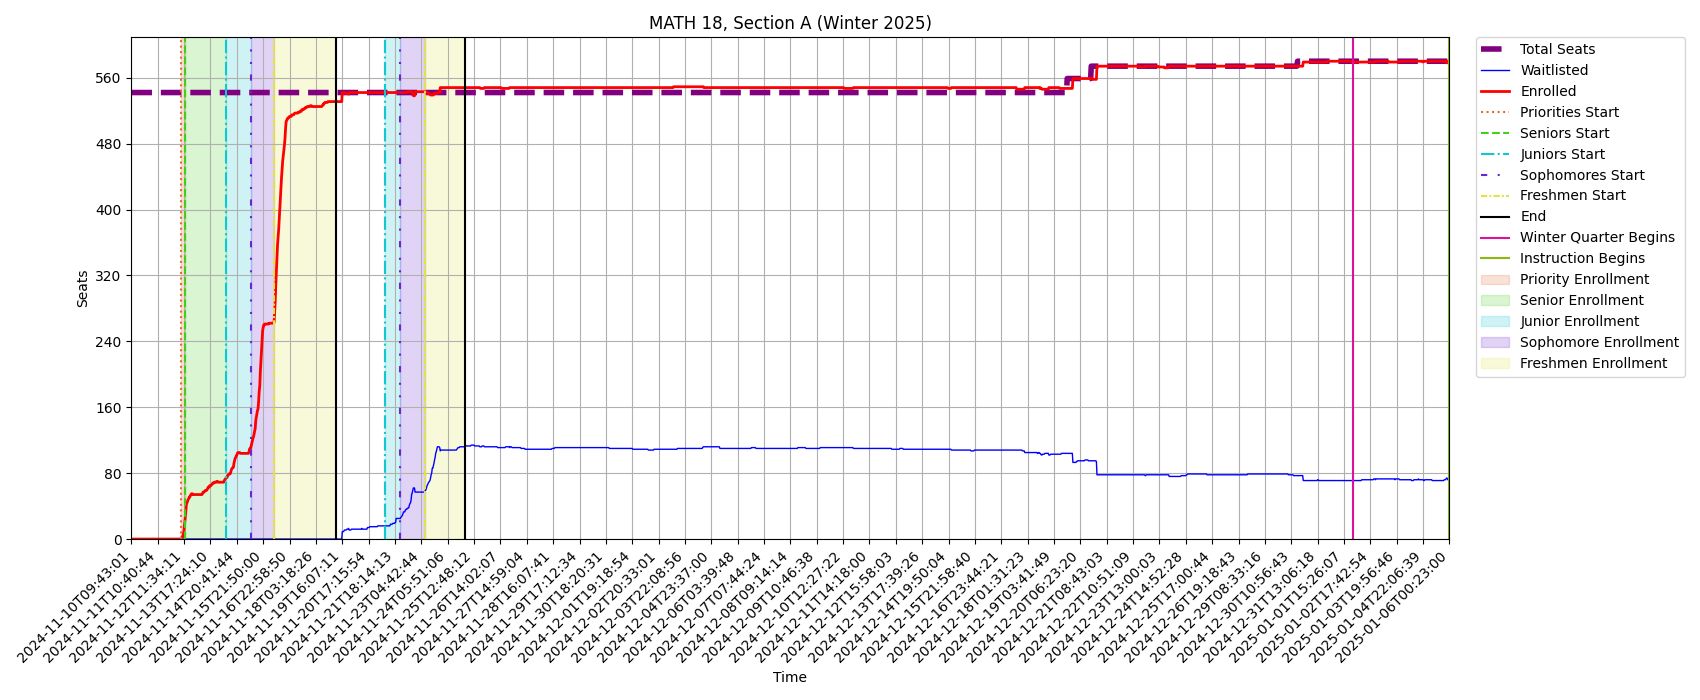 MATH 18, Section A (Winter 2025)
Seats
560
480
400
320
240
160
80
0
2024-11-10T09:43:01
2024-11-11T10:40:44
2024-11-12T11:34:11
2024-11-13T17:24:10
2024-11-14T20:41:44
2024-11-15T21:50:00
2024-11-16T22:58:50
2024-11-18T03:18:26
2024-11-19T16:07:11
2024-11-20T17:15:54
2024-11-21T18:14:13
2024-11-23T04:42:44
2024-11-24T05:51:06
2024-11-25T12:48:12
2024-11-26T14:02:07
2024-11-27T14:59:04
2024-11-28T16:07:41
2024-11-29T17:12:34
2024-11-30T18:20:31
2024-12-01T19:18:54
2024-12-02T20:33:01
2024-12-03T22:08:56
2024-12-04T23:37:00
2024-12-06T03:39:48
2024-12-07T07:44:24
2024-12-08T09:14:14
2024-12-09T10:46:38
2024-12-10T12:27:22
2024-12-11T14:18:00
2024-12-12T15:58:03
2024-12-13T17:39:26
2024-12-14T19:50:04
2024-12-15T21:58:40
2024-12-16T23:44:21
2024-12-18T01:31:23
2024-12-19T03:41:49
2024-12-20T06:23:20
2024-12-21T08:43:03
2024-12-22T10:51:09
2024-12-23T13:00:03
2024-12-24T14:52:28
2024-12-25T17:00:44
2024-12-26T19:18:43
2024-12-29T08:33:16
2024-12-30T10:56:43
2024-12-31T13:06:18
2025-01-01T15:26:07
2025-01-02T17:42:54
2025-01-03T19:56:46
2025-01-04T22:06:39
2025-01-06T00:23:00
Time
Total Seats
Waitlisted
Enrolled
Priorities Start
Seniors Start
Juniors Start
Sophomores Start
Freshmen Start
End
Winter Quarter Begins
Instruction Begins
Priority Enrollment
Senior Enrollment
Junior Enrollment
Sophomore Enrollment
Freshmen Enrollment